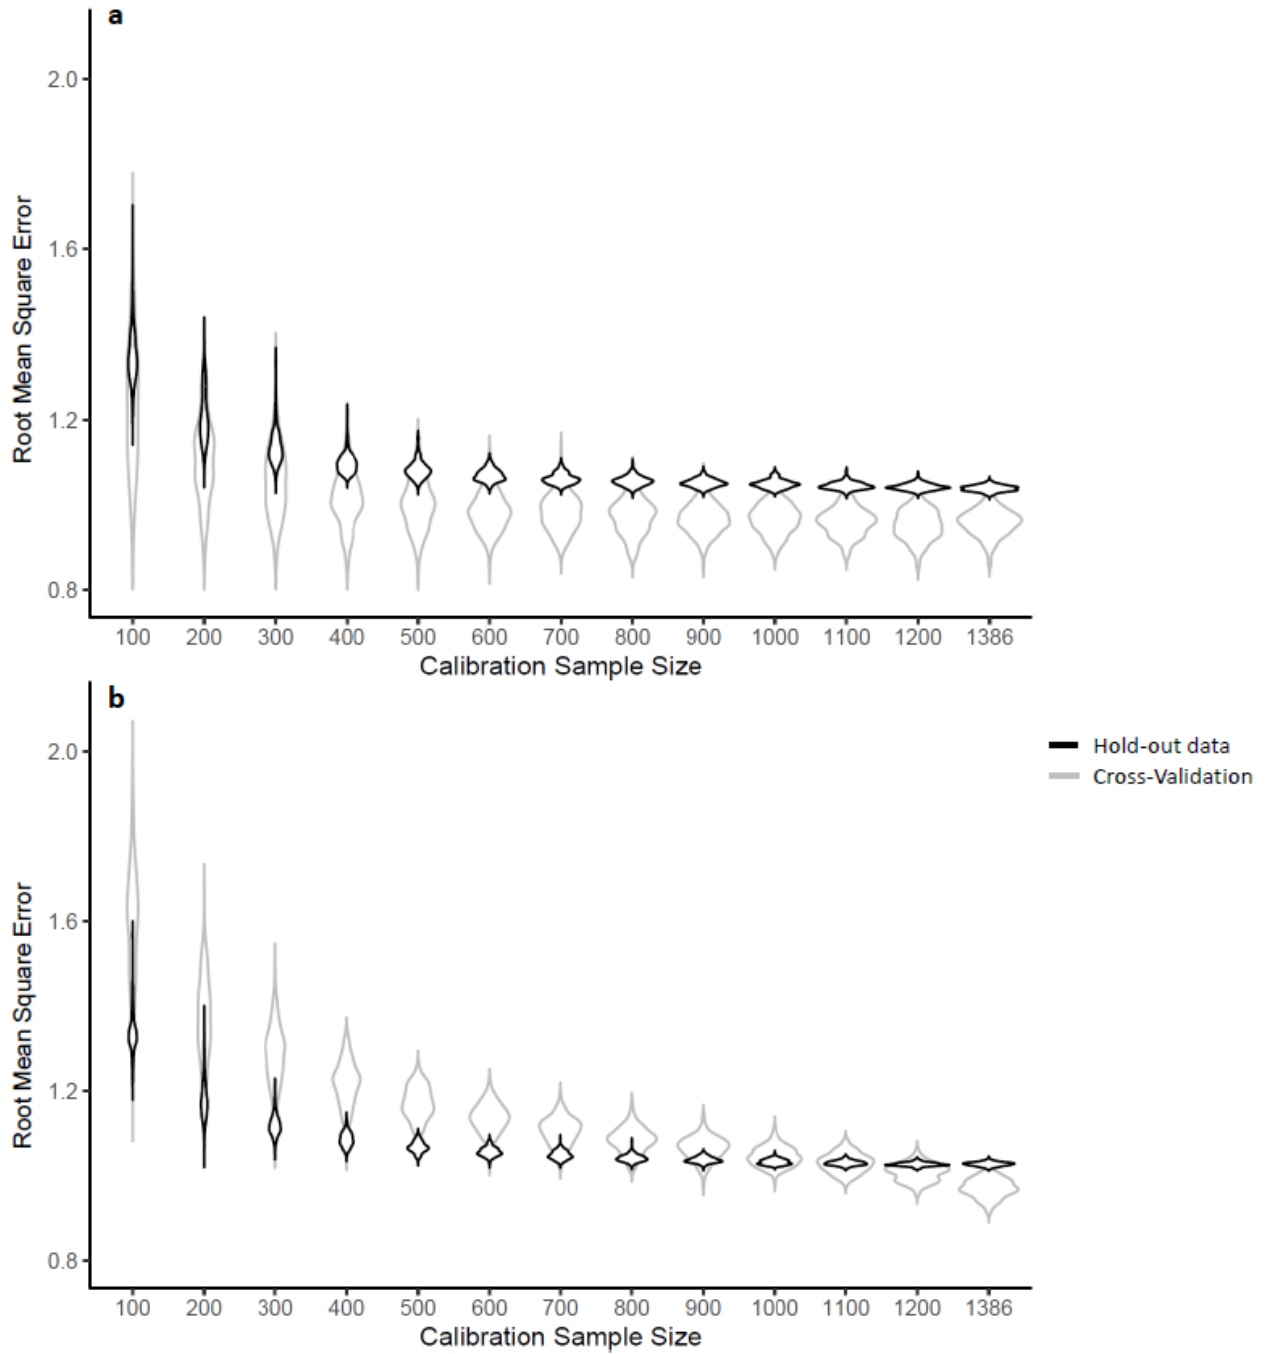 a
Root Mean Square Error
2.0
1.6
1.2
0.8
100 200 300 400 500 600 700 800 900 1000 1100 1200 1386
Calibration Sample Size
b
Root Mean Square Error
2.0
1.6
1.2
0.8
100 200 300 400 500 600 700 800 900 1000 1100 1200 1386
Calibration Sample Size
Hold-out data
Cross-Validation